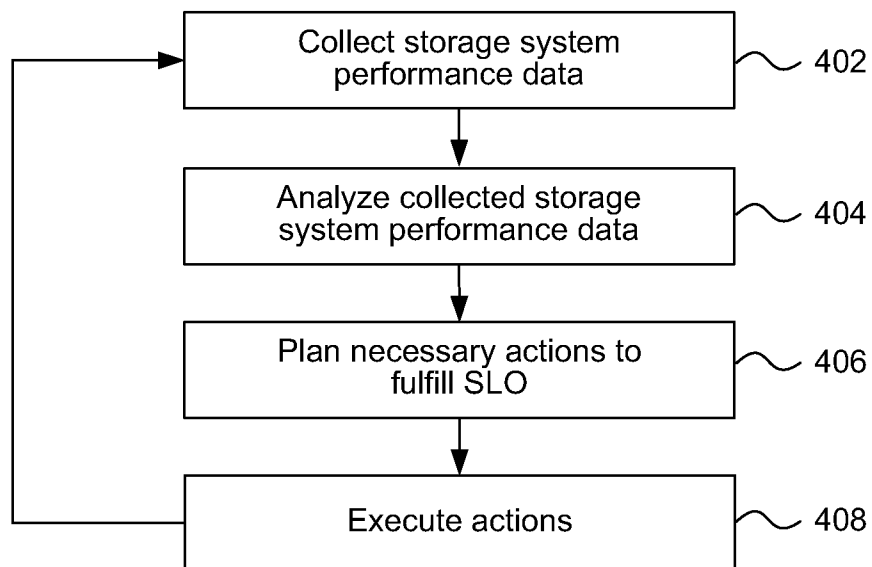 Collect storage system
performance data
402
Analyze collected storage
system performance data
404
Plan necessary actions to
fulfill SLO
406
Execute actions
408